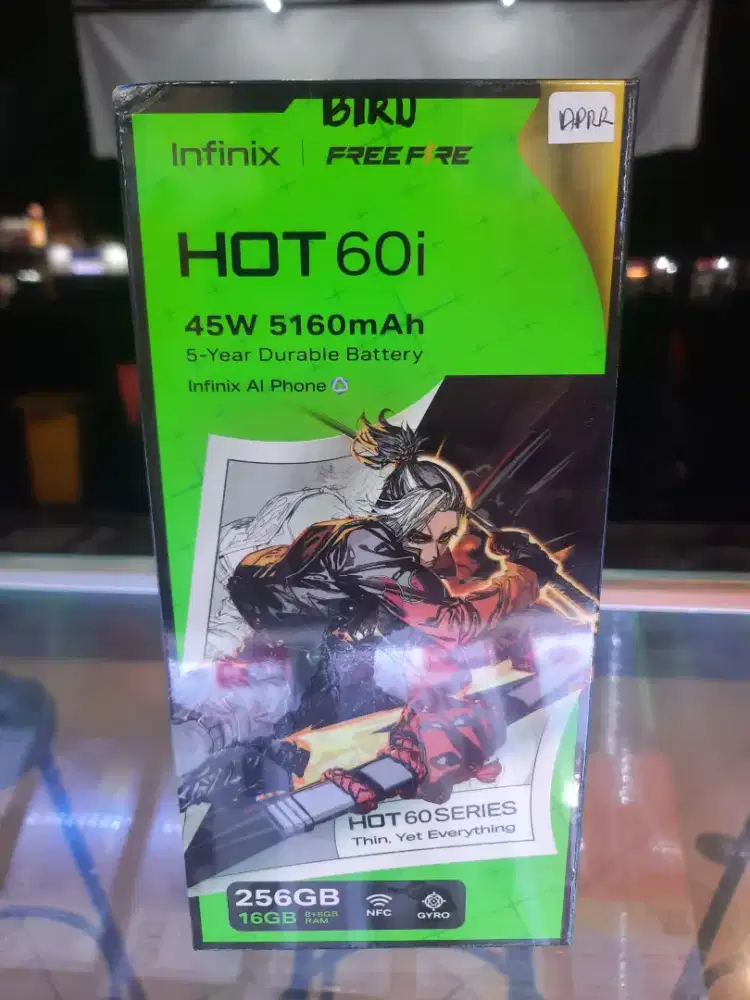 BIRU
DPRR
Infinix | FREE FIRE
HOT 60i
45W 5160mAh
5-Year Durable Battery
Infinix AI Phone
HOT 60 SERIES
Thin, Yet Everything
256GB
16GB 8+8GB RAM
NFC
GYRO